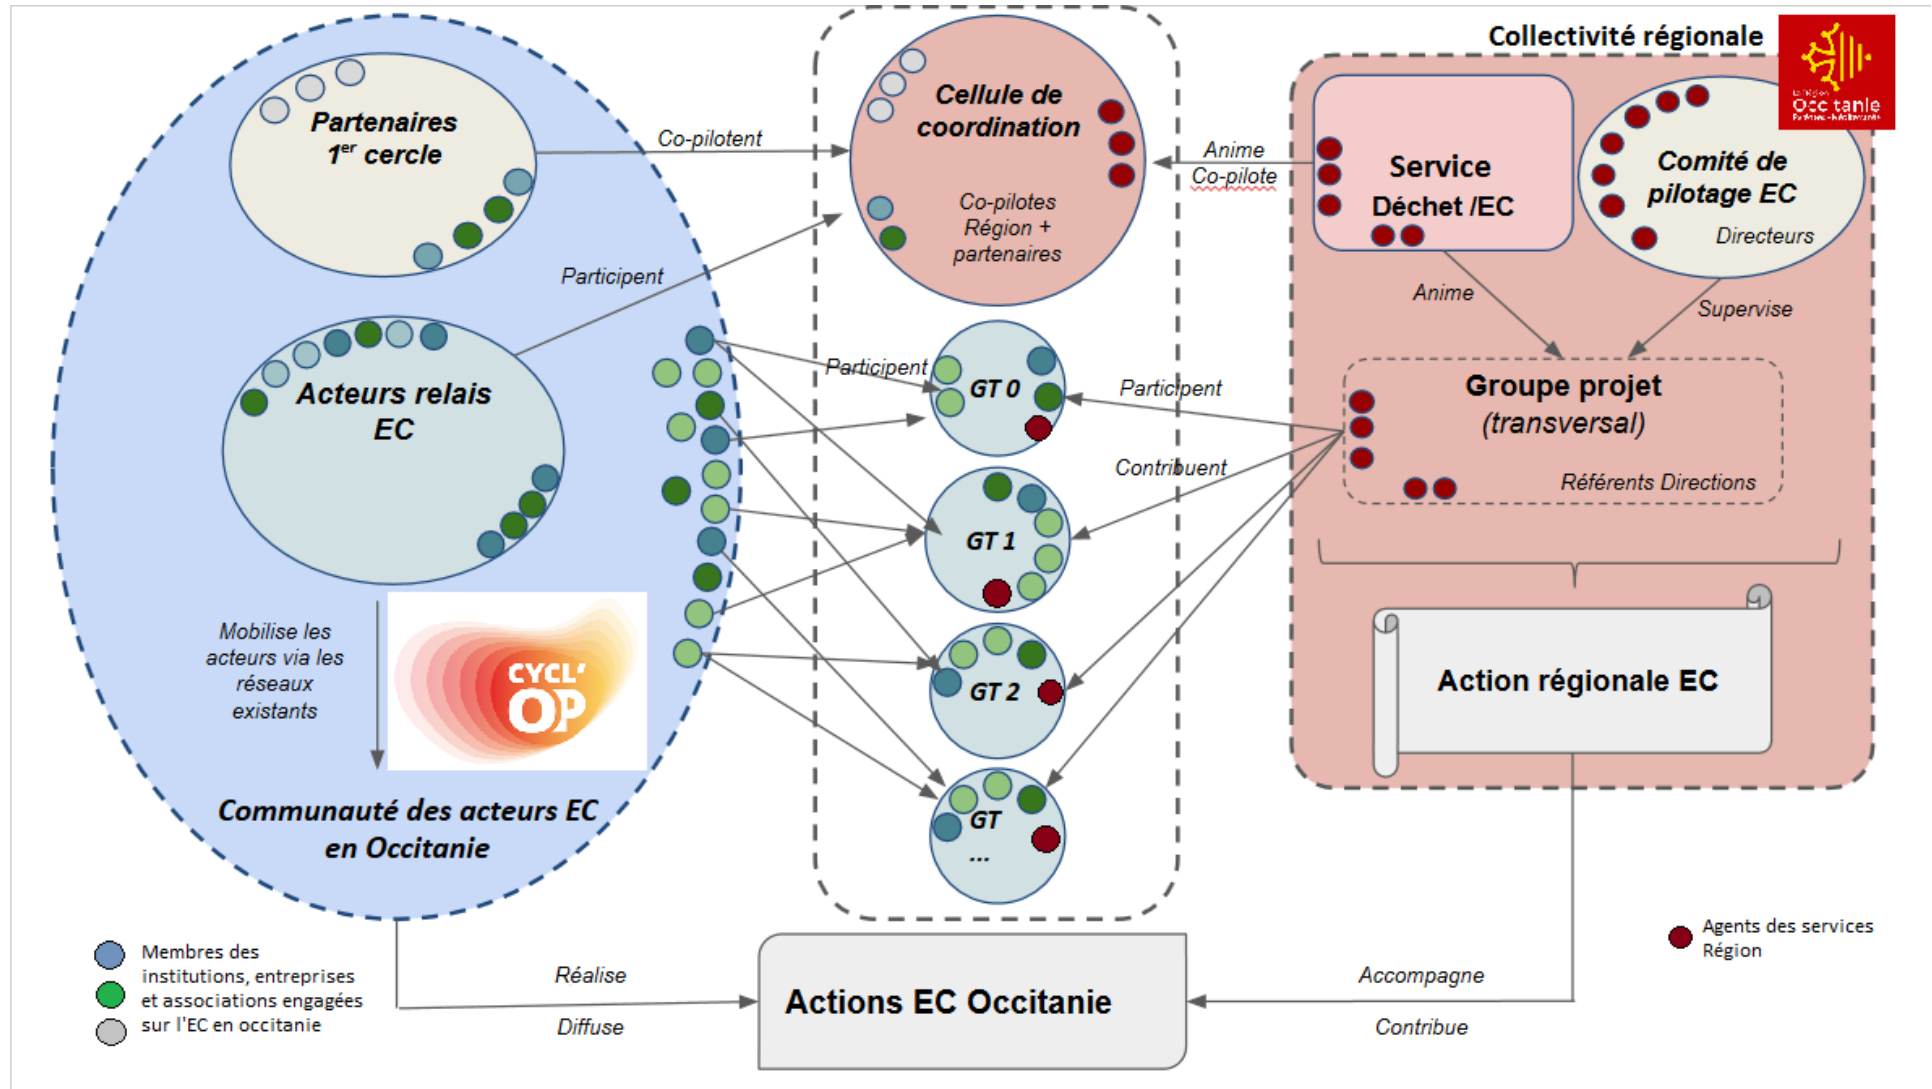 Collectivité régionale
La Région
Occitanie
Pyrénées - Méditerranée
Partenaires
1er cercle
Co-pilotent
Cellule de
coordination
Co-pilotes
Région +
partenaires
Anime
Co-pilote
Service
Déchet /EC
Comité de
pilotage EC
Directeurs
Participent
Anime
Supervise
Acteurs relais
EC
Participent
GT 0
Participent
Groupe projet
(transversal)
Référents Directions
Contribuent
GT 1
Mobilise les
acteurs via les
réseaux
existants
CYCL'
OP
GT 2
Action régionale EC
Communauté des acteurs EC
en Occitanie
GT
...
Membres des
institutions, entreprises
et associations engagées
sur l'EC en occitanie
Réalise
Diffuse
Actions EC Occitanie
Accompagne
Contribue
Agents des services
Région